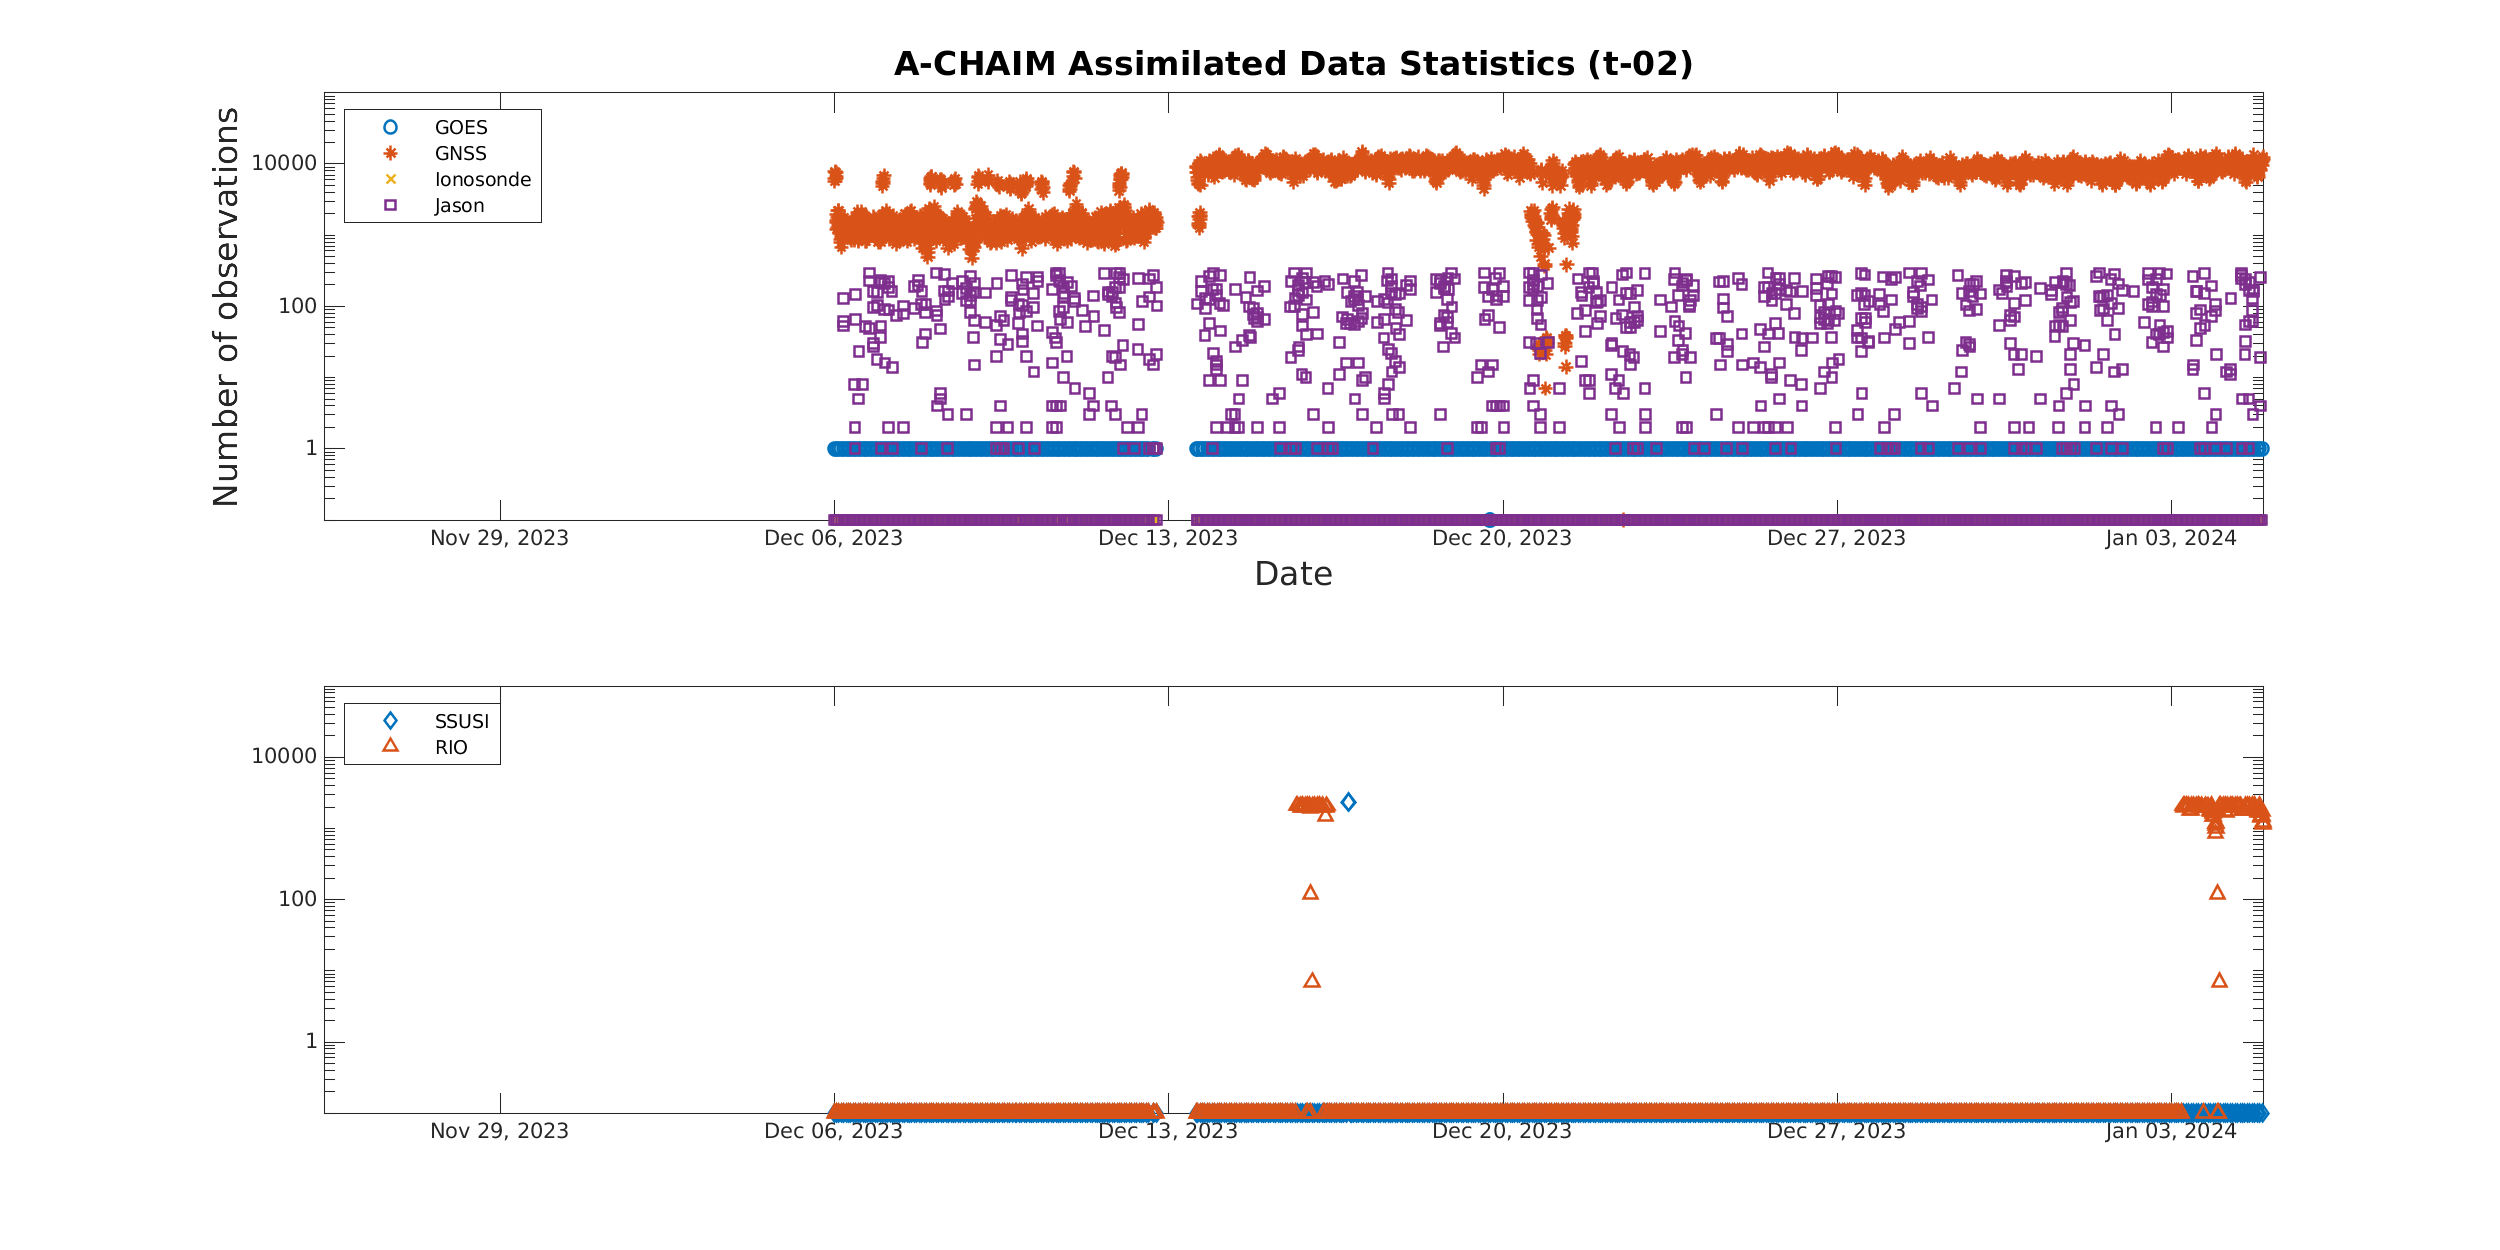 A-CHAIM Assimilated Data Statistics (t-02)
Number of observations
10000
100
1
GOES
GNSS
Ionosonde
Jason
Nov 29, 2023
Dec 06, 2023
Dec 13, 2023
Dec 20, 2023
Dec 27, 2023
Jan 03, 2024
Date
10000
100
1
SSUSI
RIO
Nov 29, 2023
Dec 06, 2023
Dec 13, 2023
Dec 20, 2023
Dec 27, 2023
Jan 03, 2024